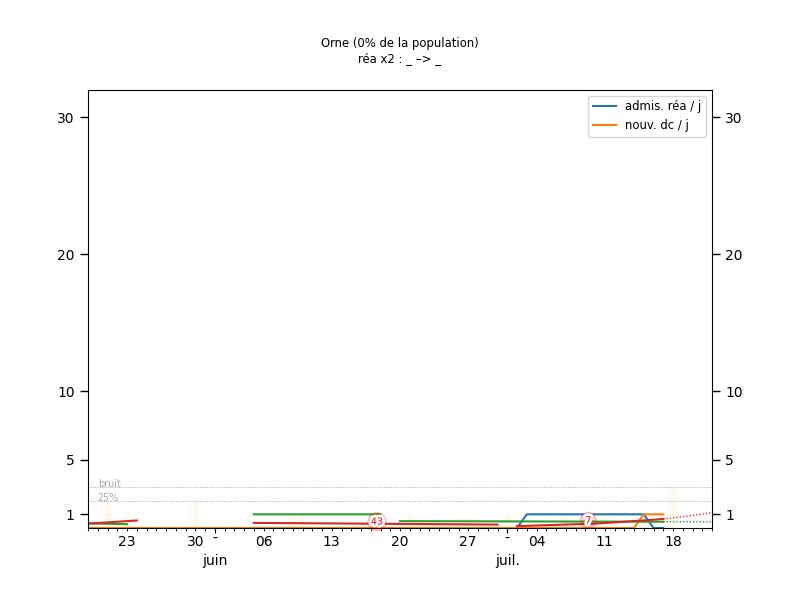 Orne (0% de la population)
réa x2 : _ –> _
admis. réa / j
nouv. dc / j
30 30
20 20
10 10
5 5
bruit
25%
1 43 7 1
23 30 - 06 13 20 27 - 04 11 18
juin juil.